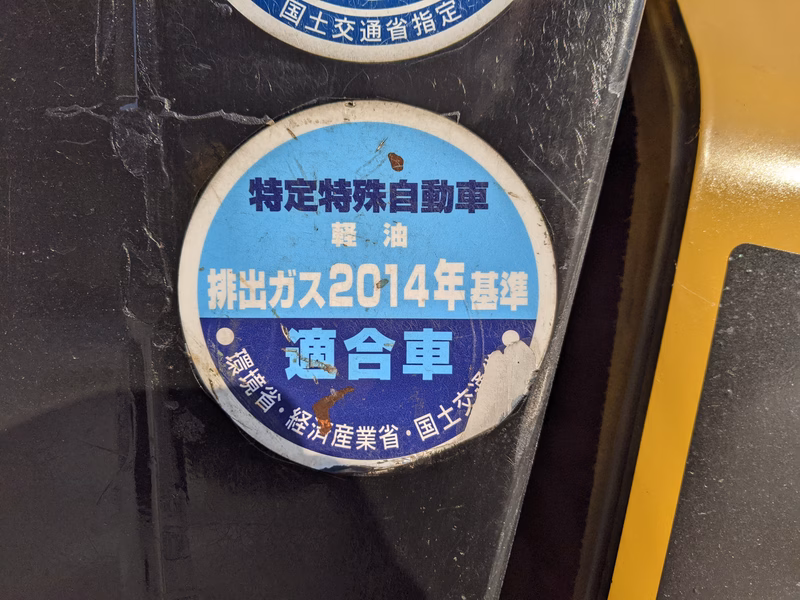 国土交通省指定
特定特殊自動車
軽 油
排出ガス2014年基準
適合車
環境省・経済産業省・国土交通